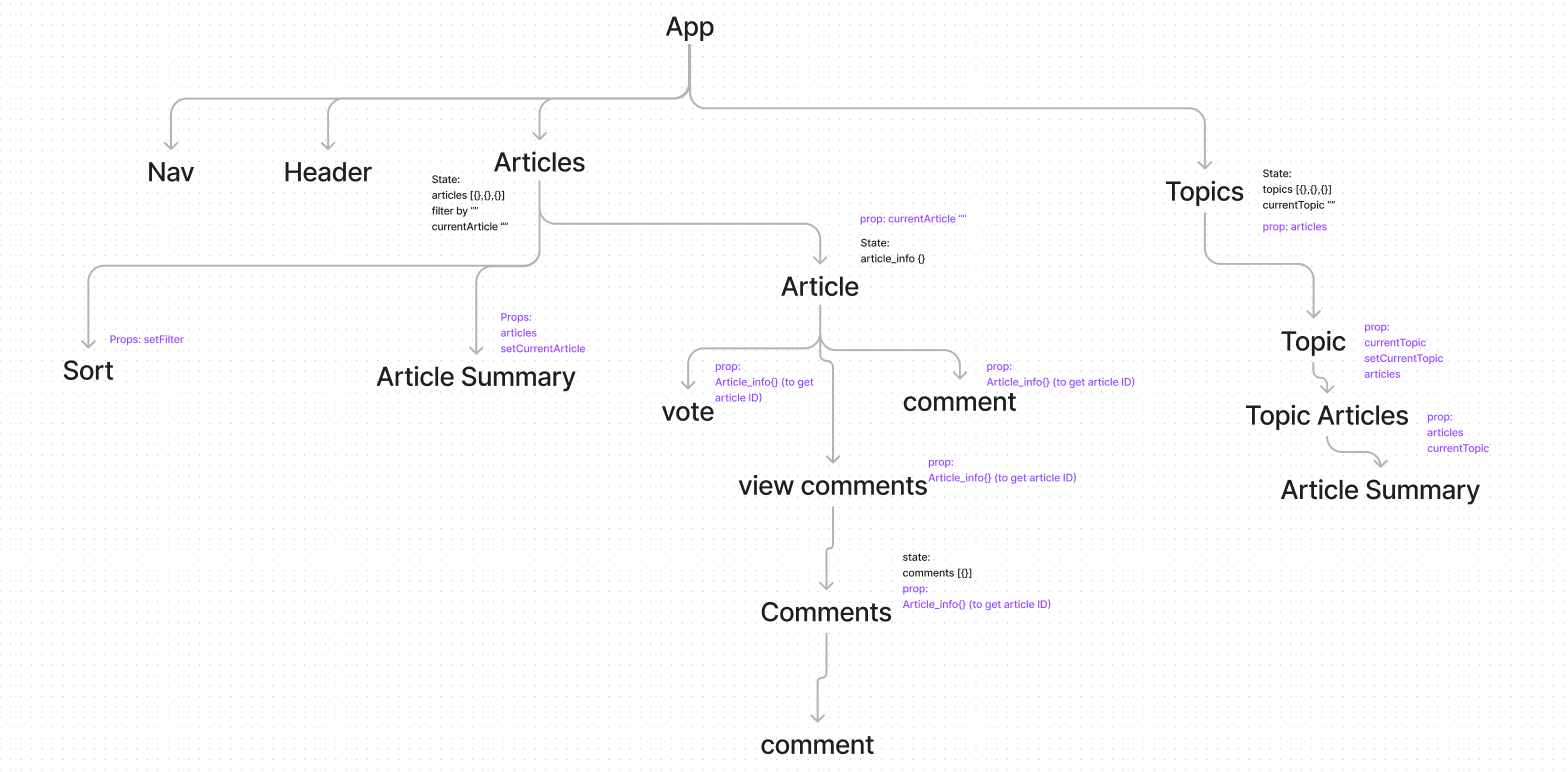 App
Nav
Header
Articles
State:
articles [{},{},{}]
filter by “”
currentArticle “”
Topics
State:
topics [{},{},{}]
currentTopic “”
prop: articles
prop: currentArticle “”
State:
article_info {}
Article
Props: setFilter
Sort
Props:
articles
setCurrentArticle
Article Summary
prop:
Article_info{} (to get
article ID)
vote
prop:
Article_info{} (to get article ID)
comment
prop:
Article_info{} (to get article ID)
view comments
state:
comments [{}]
prop:
Article_info{} (to get article ID)
Comments
comment
Topic
prop:
currentTopic
setCurrentTopic
articles
Topic Articles
prop:
articles
currentTopic
Article Summary